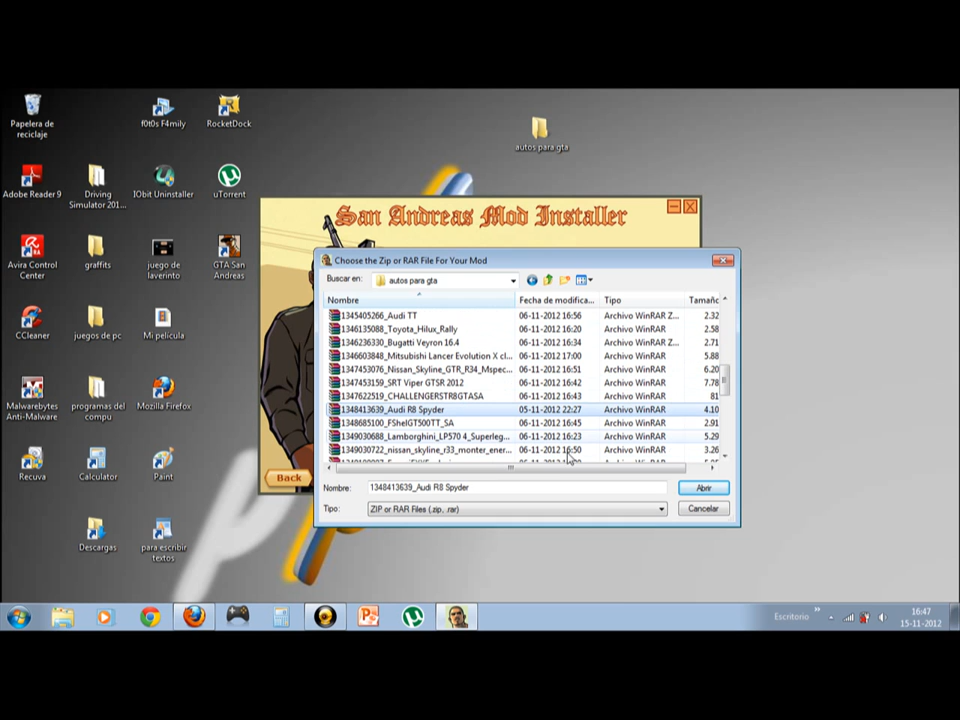 Papelera de
reciclaje
f0t0s F4mily
RocketDock
autos para gta
Adobe Reader 9
Driving
Simulator 201...
IObit Uninstaller
uTorrent
Avira Control
Center
graffits
juego de
laverinto
GTA San
Andreas
CCleaner
juegos de pc
Mi pelicula
Malwarebytes
Anti-Malware
programas del
compu
Mozilla Firefox
Recuva
Calculator
Paint
Descargas
para escribir
textos
San Andreas Mod Installer
Back
Choose the Zip or RAR File For Your Mod
Buscar en:
autos para gta
Nombre Fecha de modifica... Tipo Tamañc
1345405266_Audi TT 06-11-2012 16:56 Archivo WinRAR Z... 2.32
1346135088_Toyota_Hilux_Rally 06-11-2012 16:20 Archivo WinRAR 2.58
1346236330_Bugatti Veyron 16.4 06-11-2012 16:34 Archivo WinRAR Z... 2.71
1346603848_Mitsubishi Lancer Evolution X cl... 06-11-2012 17:00 Archivo WinRAR 5.88
1347453076_Nissan_Skyline_GTR_R34_Mspec... 06-11-2012 16:51 Archivo WinRAR 6.20
1347453159_SRT Viper GTSR 2012 06-11-2012 16:42 Archivo WinRAR 7.78
1347622519_CHALLENGERSTR8GTASA 06-11-2012 16:43 Archivo WinRAR 81
1348413639_Audi R8 Spyder 05-11-2012 22:27 Archivo WinRAR 4.10
1348685100_FShelGT500TT_SA 06-11-2012 16:45 Archivo WinRAR 2.91
1349030688_Lamborghini_LP570 4_Superleg... 06-11-2012 16:23 Archivo WinRAR 5.29
1349030722_nissan_skyline_r33_monter_ener... 06-11-2012 16:50 Archivo WinRAR 3.26
Nombre: 1348413639_Audi R8 Spyder
Abrir
Tipo: ZIP or RAR Files (.zip, .rar)
Cancelar
Escritorio
16:47
15-11-2012